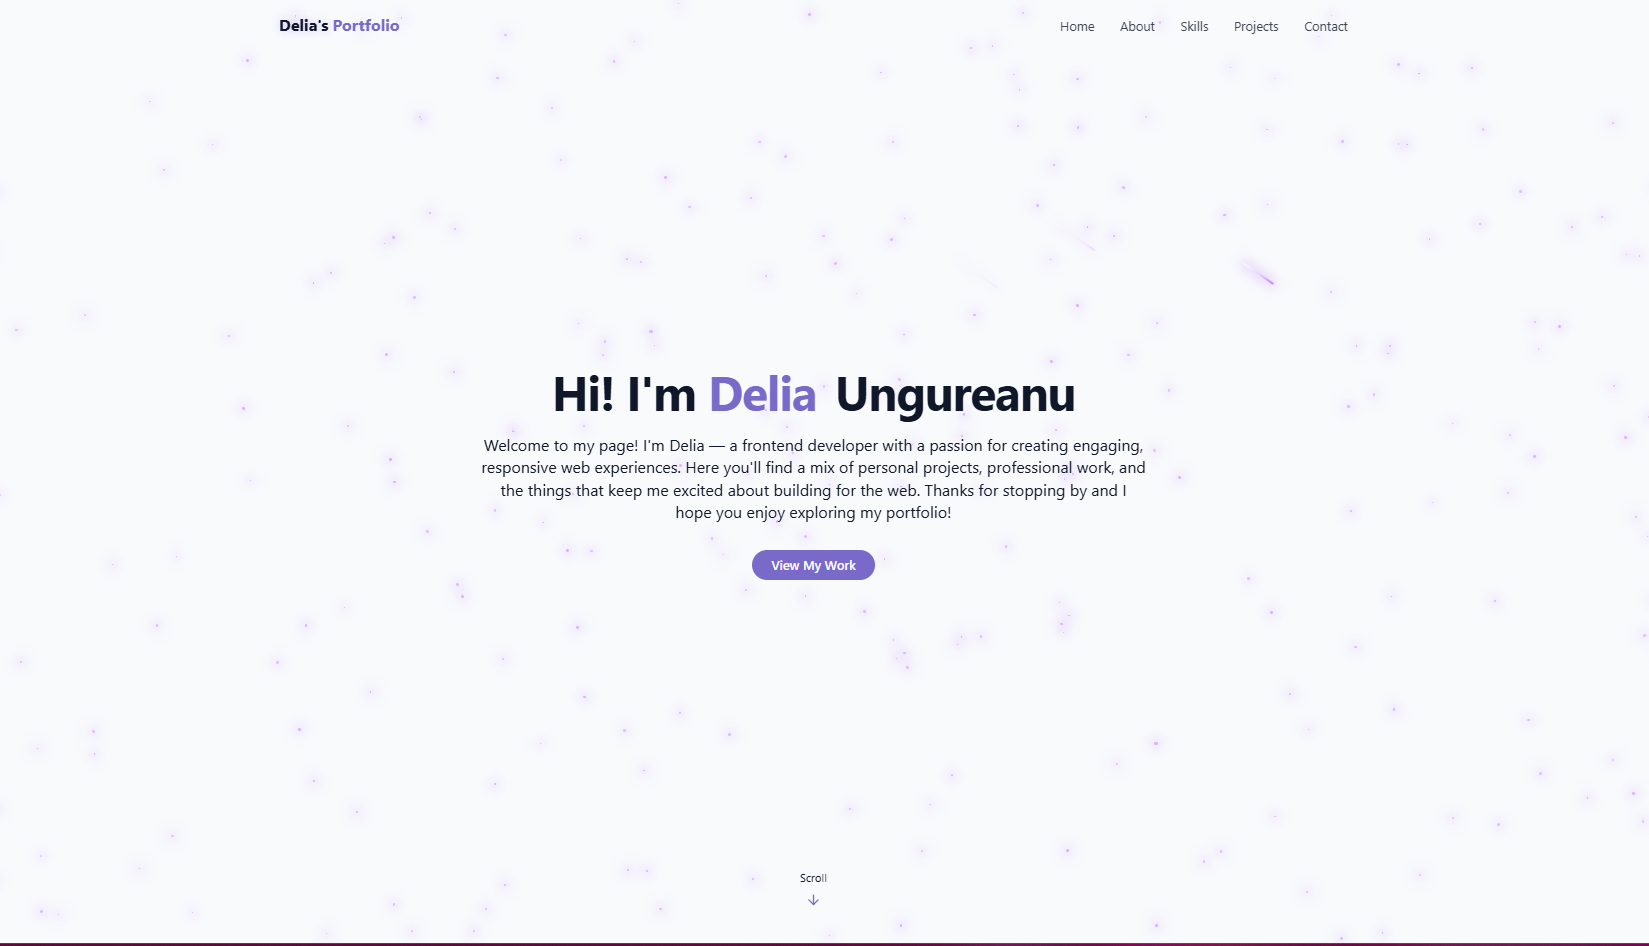 Delia's Portfolio
Home About Skills Projects Contact
Hi! I'm Delia Ungureanu
Welcome to my page! I'm Delia — a frontend developer with a passion for creating engaging,
responsive web experiences. Here you'll find a mix of personal projects, professional work, and
the things that keep me excited about building for the web. Thanks for stopping by and I
hope you enjoy exploring my portfolio!
View My Work
Scroll